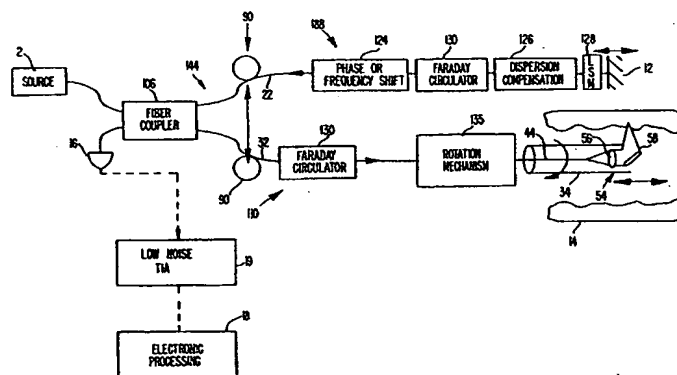 2
SOURCE
106
FIBER
COUPLER
144
90
22
188
124
PHASE OR
FREQUENCY SHIFT
130
FARADAY
CIRCULATOR
126
DISPERSION
COMPENSATION
128
LSM
12
16
90
32
130
FARADAY
CIRCULATOR
110
135
ROTATION
MECHANISM
44
56
58
34
54
14
LOW NOISE
TIA
19
18
ELECTRONIC
PROCESSING